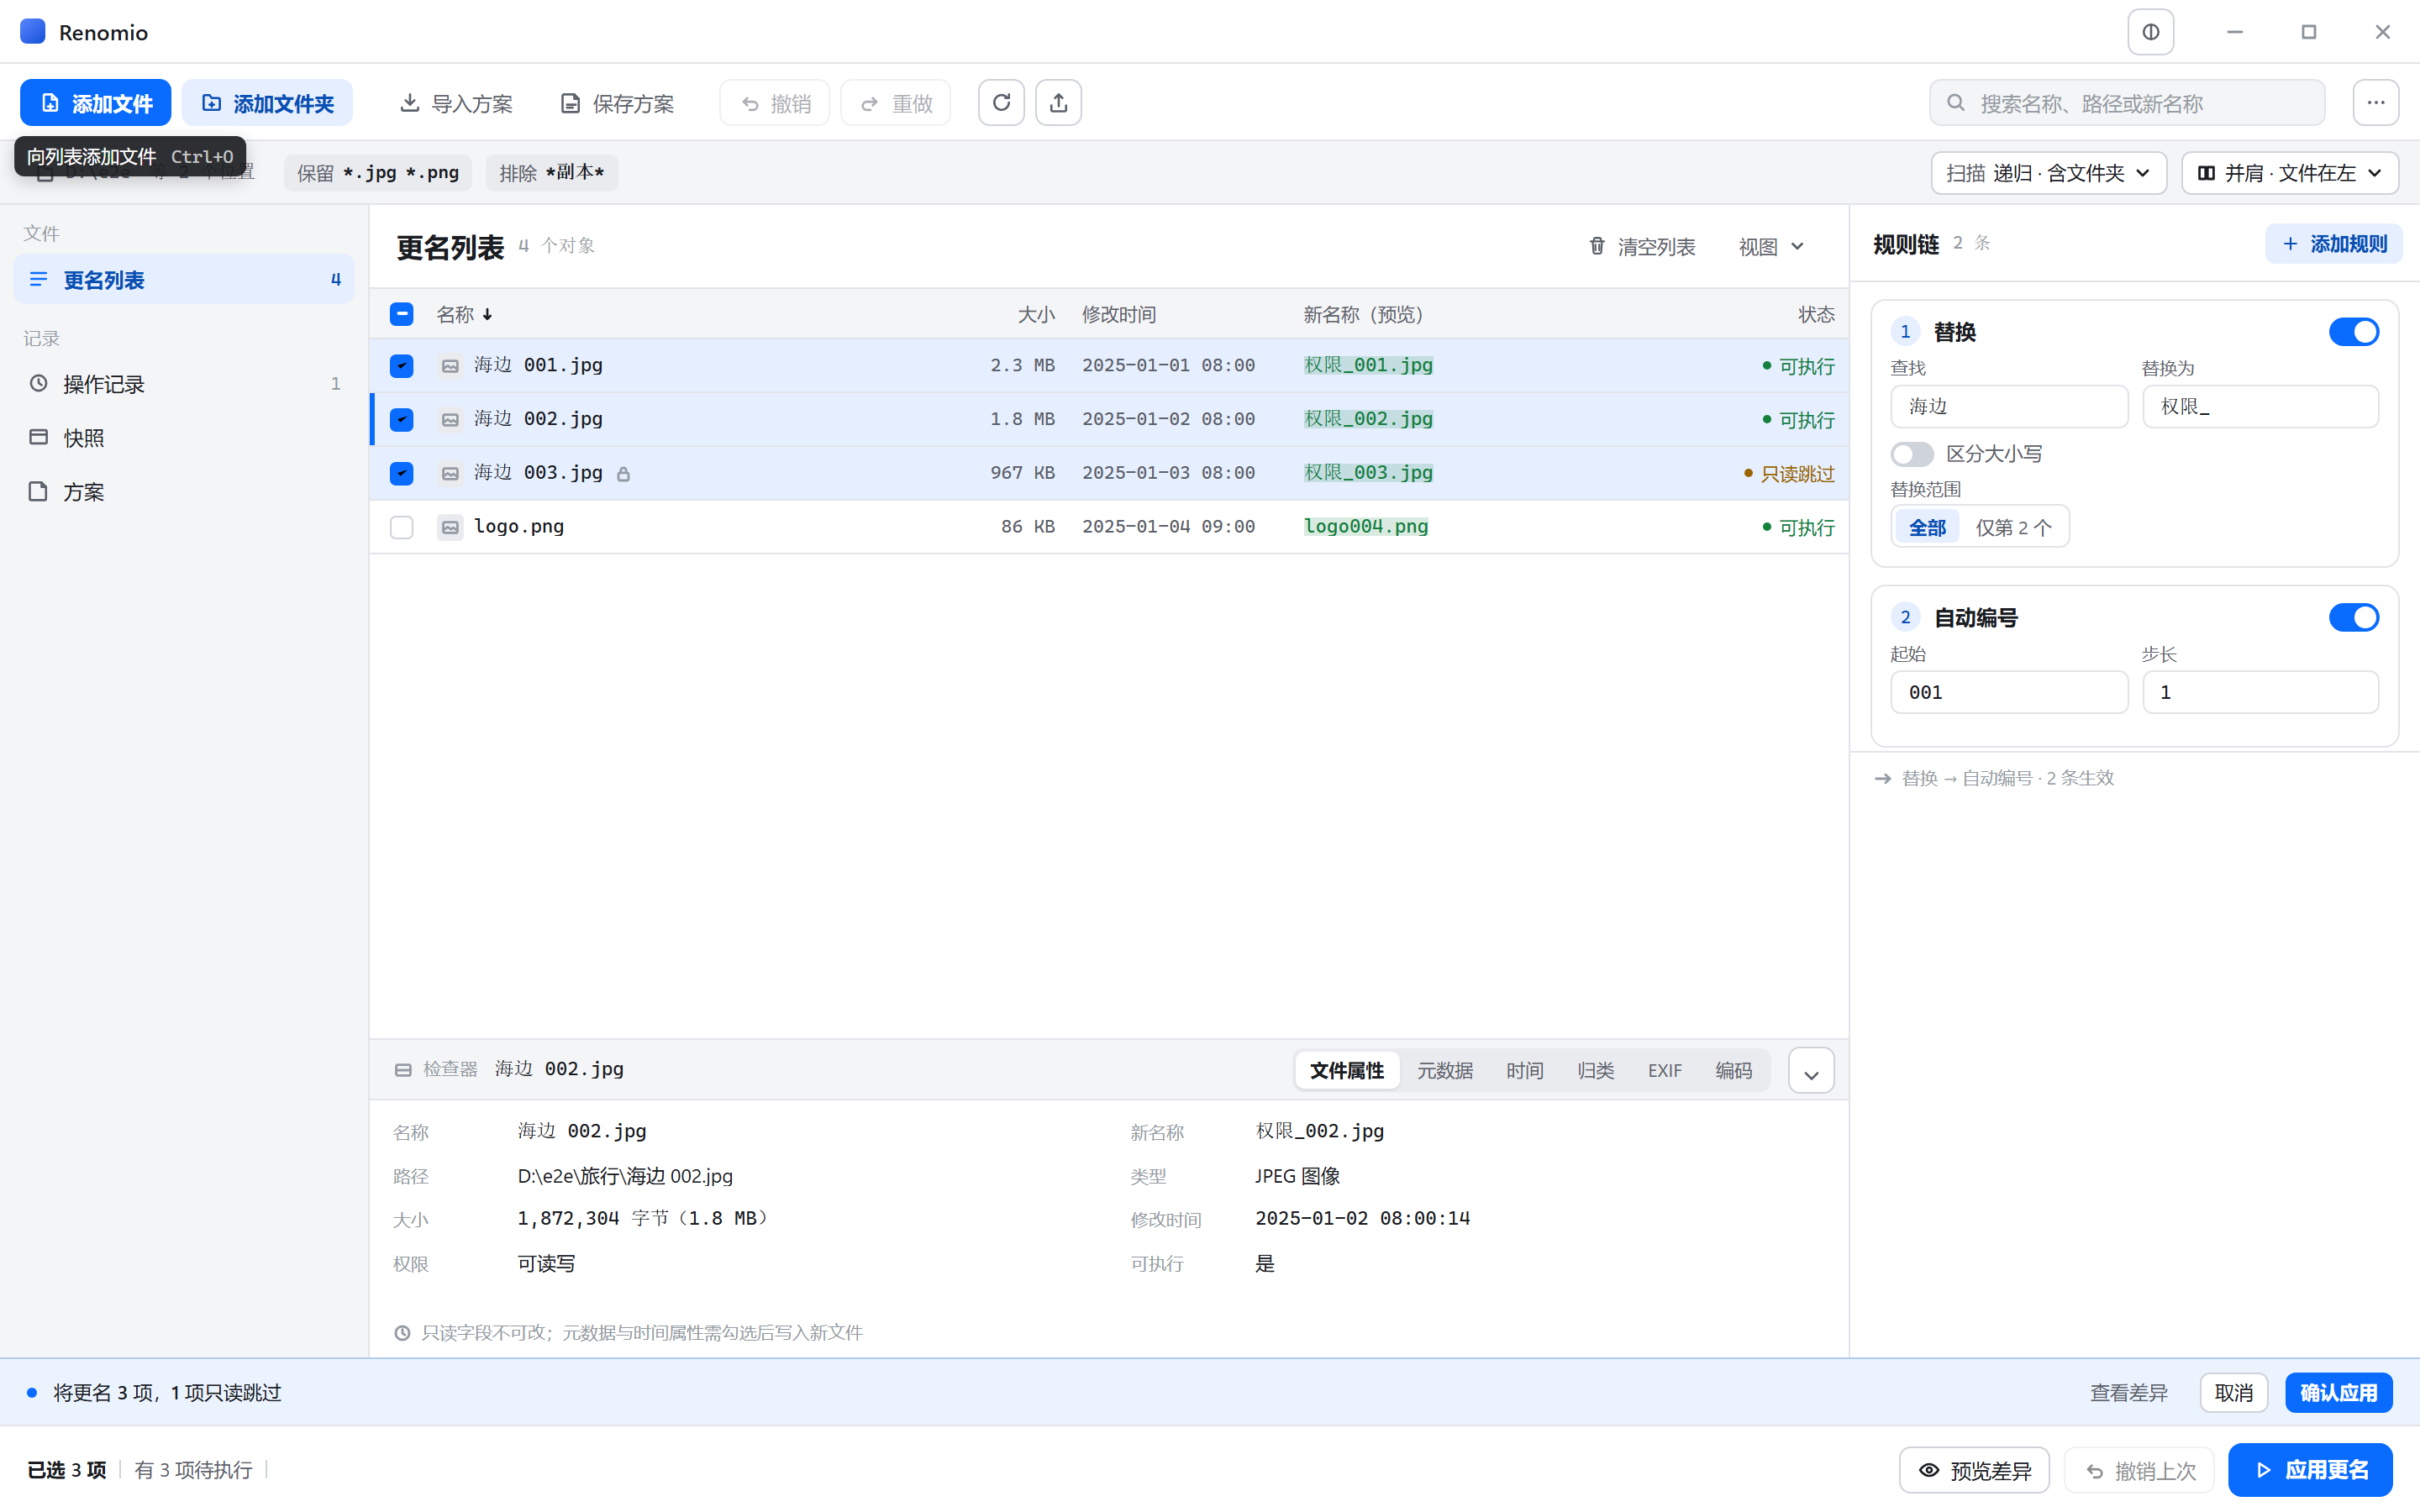 Renomio
添加文件 添加文件夹 导入方案 保存方案 撤销 重做 搜索名称、路径或新名称
向列表添加文件 Ctrl+O
保留 *.jpg *.png 排除 *副本* 扫描 递归 · 含文件夹 并肩 · 文件在左
文件
更名列表 4
记录
操作记录 1
快照
方案
更名列表 4 个对象 清空列表 视图
名称 大小 修改时间 新名称（预览） 状态
海边 001.jpg 2.3 MB 2025-01-01 08:00 权限_001.jpg 可执行
海边 002.jpg 1.8 MB 2025-01-02 08:00 权限_002.jpg 可执行
海边 003.jpg 967 KB 2025-01-03 08:00 权限_003.jpg 只读跳过
logo.png 86 KB 2025-01-04 09:00 logo004.png 可执行
检查器 海边 002.jpg 文件属性 元数据 时间 归类 EXIF 编码
名称 海边 002.jpg 新名称 权限_002.jpg
路径 D:\e2e\旅行\海边 002.jpg 类型 JPEG 图像
大小 1,872,304 字节（1.8 MB） 修改时间 2025-01-02 08:00:14
权限 可读写 可执行 是
只读字段不可改；元数据与时间属性需勾选后写入新文件
规则链 2 条 添加规则
1 替换
查找 替换为
海边 权限_
区分大小写
替换范围
全部 仅第 2 个
2 自动编号
起始 步长
001 1
替换 → 自动编号 · 2 条生效
将更名 3 项，1 项只读跳过 查看差异 取消 确认应用
已选 3 项 有 3 项待执行 预览差异 撤销上次 应用更名